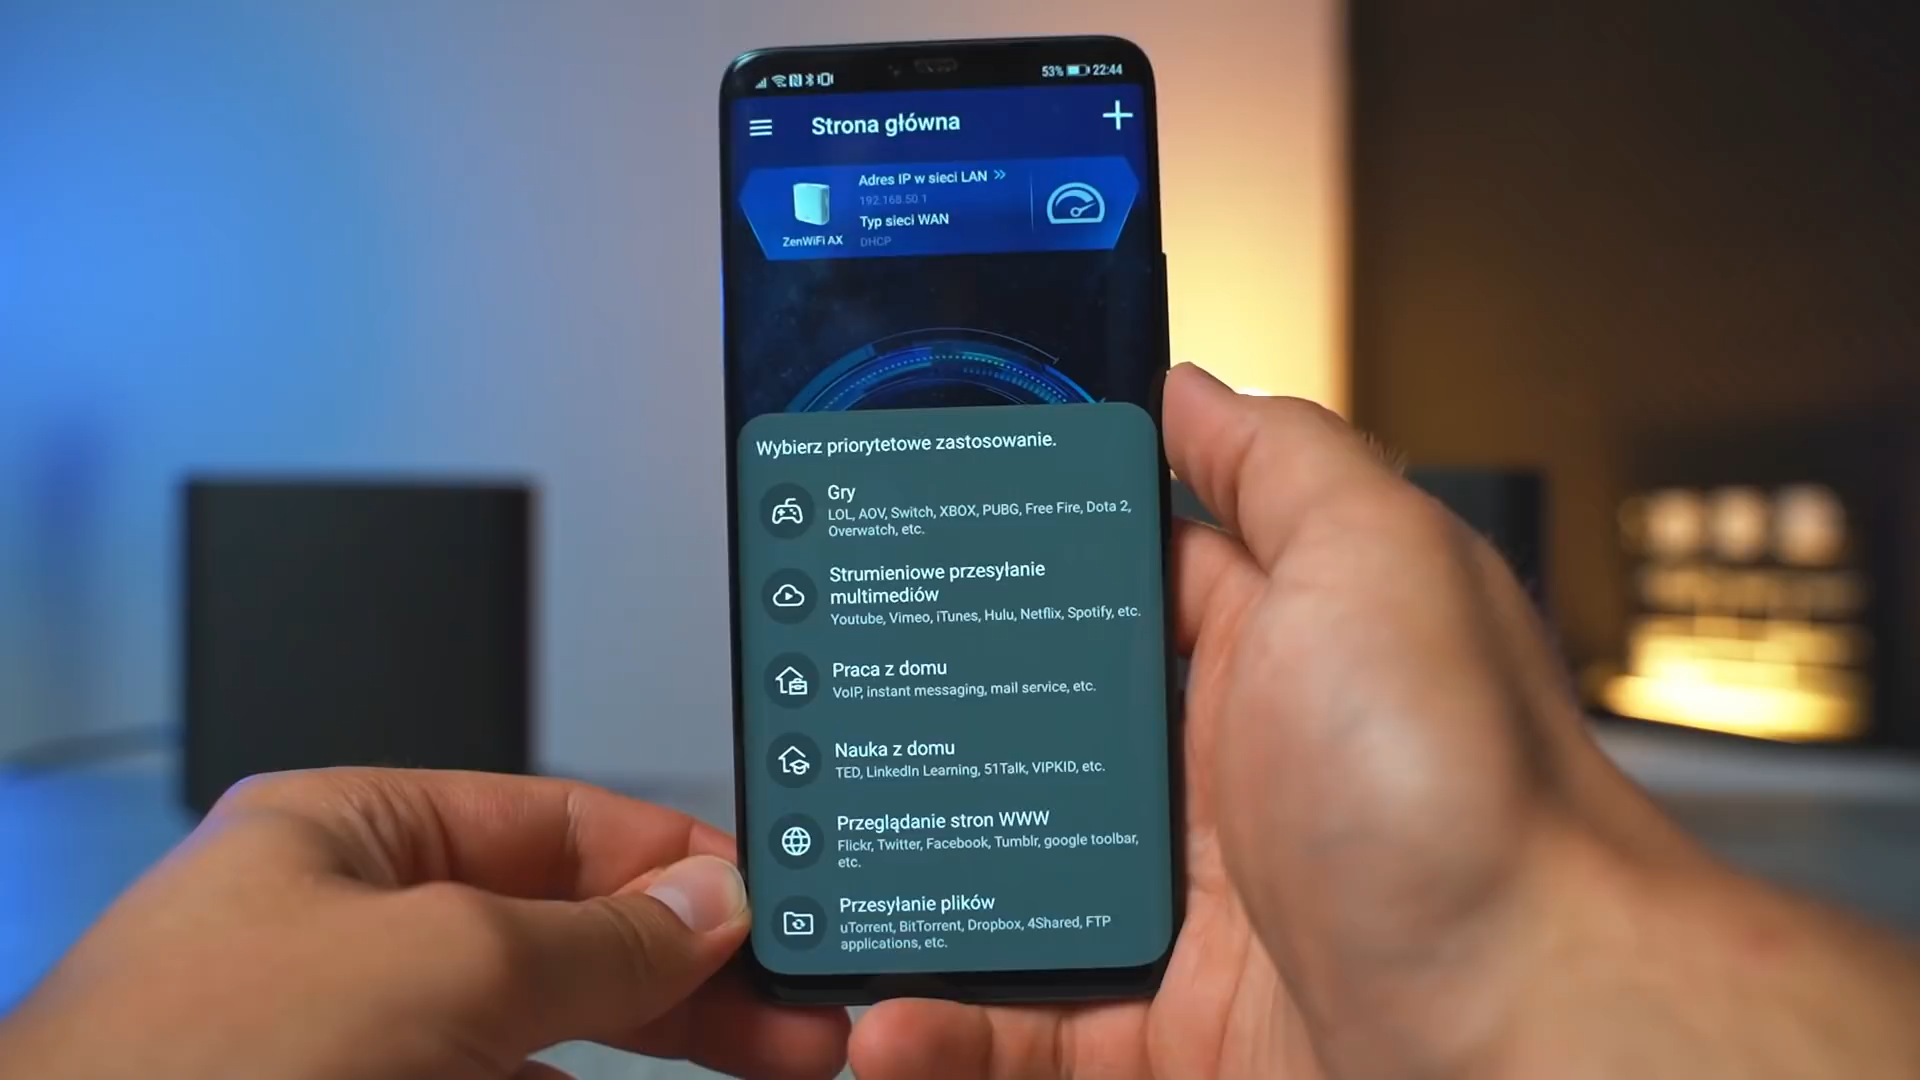 53% 22:44
Strona główna
Adres IP w sieci LAN
192.168.50.1
Typ sieci WAN
ZenWiFi AX
DHCP
Wybierz priorytetowe zastosowanie.
Gry
LOL, AOV, Switch, XBOX, PUBG, Free Fire, Dota 2,
Overwatch, etc.
Strumieniowe przesyłanie
multimediów
Youtube, Vimeo, iTunes, Hulu, Netflix, Spotify, etc.
Praca z domu
VoIP, instant messaging, mail service, etc.
Nauka z domu
TED, LinkedIn Learning, 51Talk, VIPKID, etc.
Przeglądanie stron WWW
Flickr, Twitter, Facebook, Tumblr, google toolbar,
etc.
Przesyłanie plików
uTorrent, BitTorrent, Dropbox, 4Shared, FTP
applications, etc.